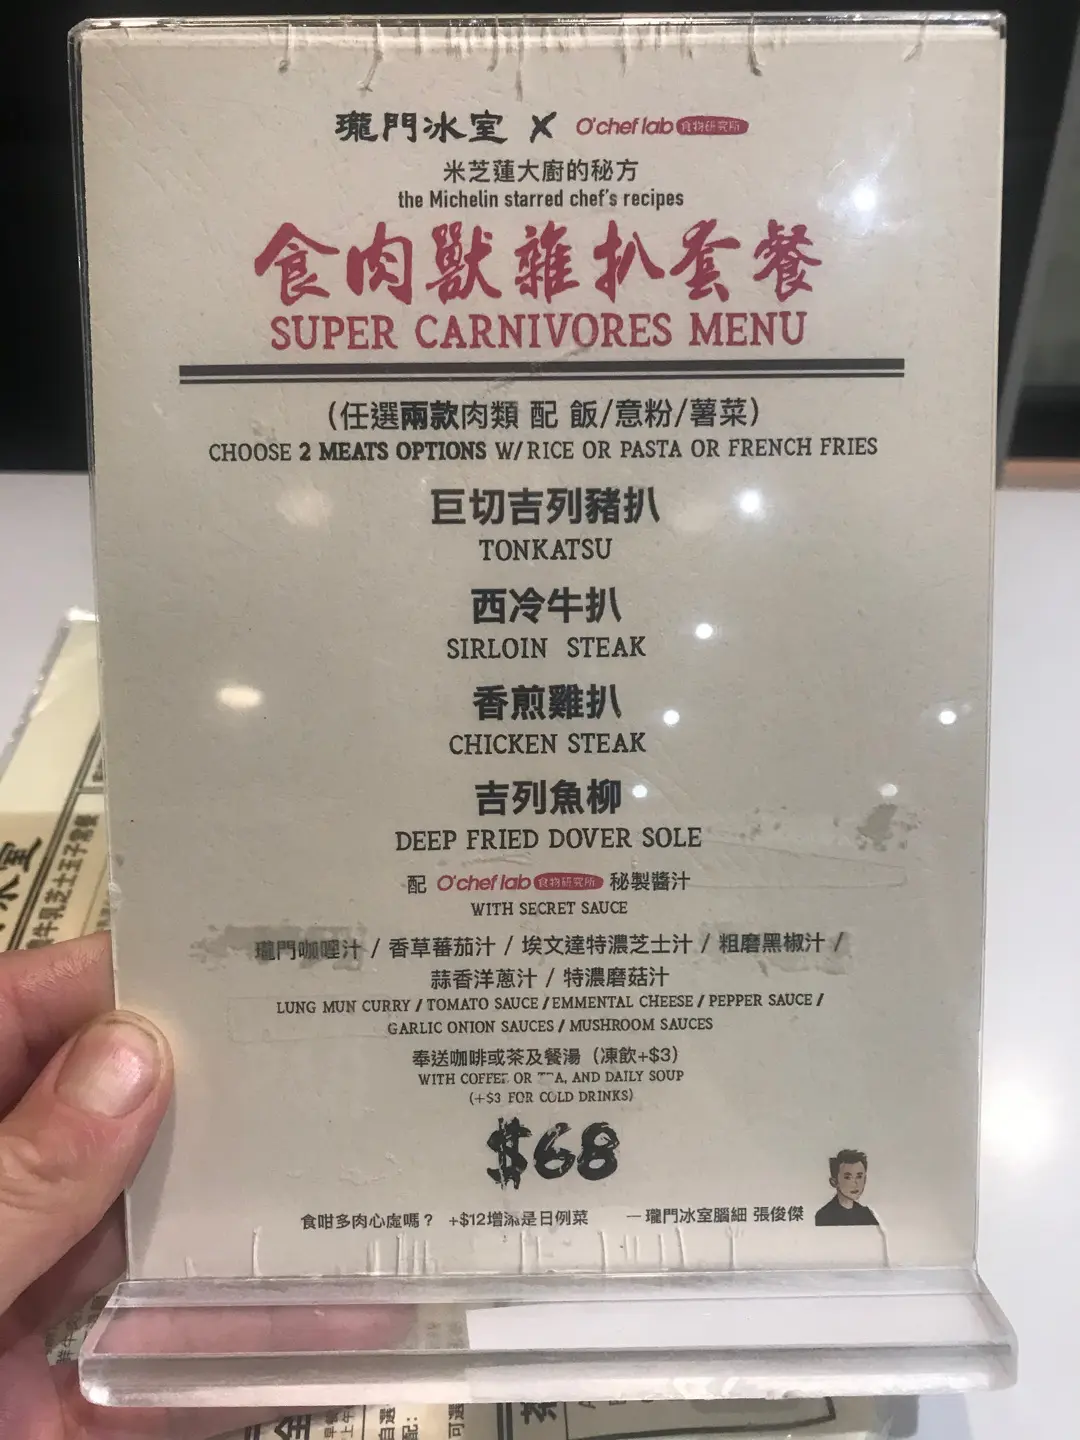 瓏門冰室 X O'chef lab 食物研究所
米芝蓮大廚的秘方
the Michelin starred chef's recipes
食肉獸雜扒套餐
SUPER CARNIVORES MENU
(任選兩款肉類 配 飯/意粉/薯菜)
CHOOSE 2 MEATS OPTIONS W/ RICE OR PASTA OR FRENCH FRIES
巨切吉列豬扒
TONKATSU
西冷牛扒
SIRLOIN STEAK
香煎雞扒
CHICKEN STEAK
吉列魚柳
DEEP FRIED DOVER SOLE
配 O'chef lab 食物研究所 秘製醬汁
WITH SECRET SAUCE
瓏門咖喱汁 / 香草蕃茄汁 / 埃文達特濃芝士汁 / 粗磨黑椒汁 /
蒜香洋蔥汁 / 特濃磨菇汁
LUNG MUN CURRY / TOMATO SAUCE / EMMENTAL CHEESE / PEPPER SAUCE /
GARLIC ONION SAUCES / MUSHROOM SAUCES
奉送咖啡或茶及餐湯 (凍飲+$3)
WITH COFFEE OR TEA, AND DAILY SOUP
(+$3 FOR COLD DRINKS)
$68
食咁多肉心虛嗎？ +$12增添是日例菜 —瓏門冰室腦細 張俊傑
牛乳芝士玉子常餐